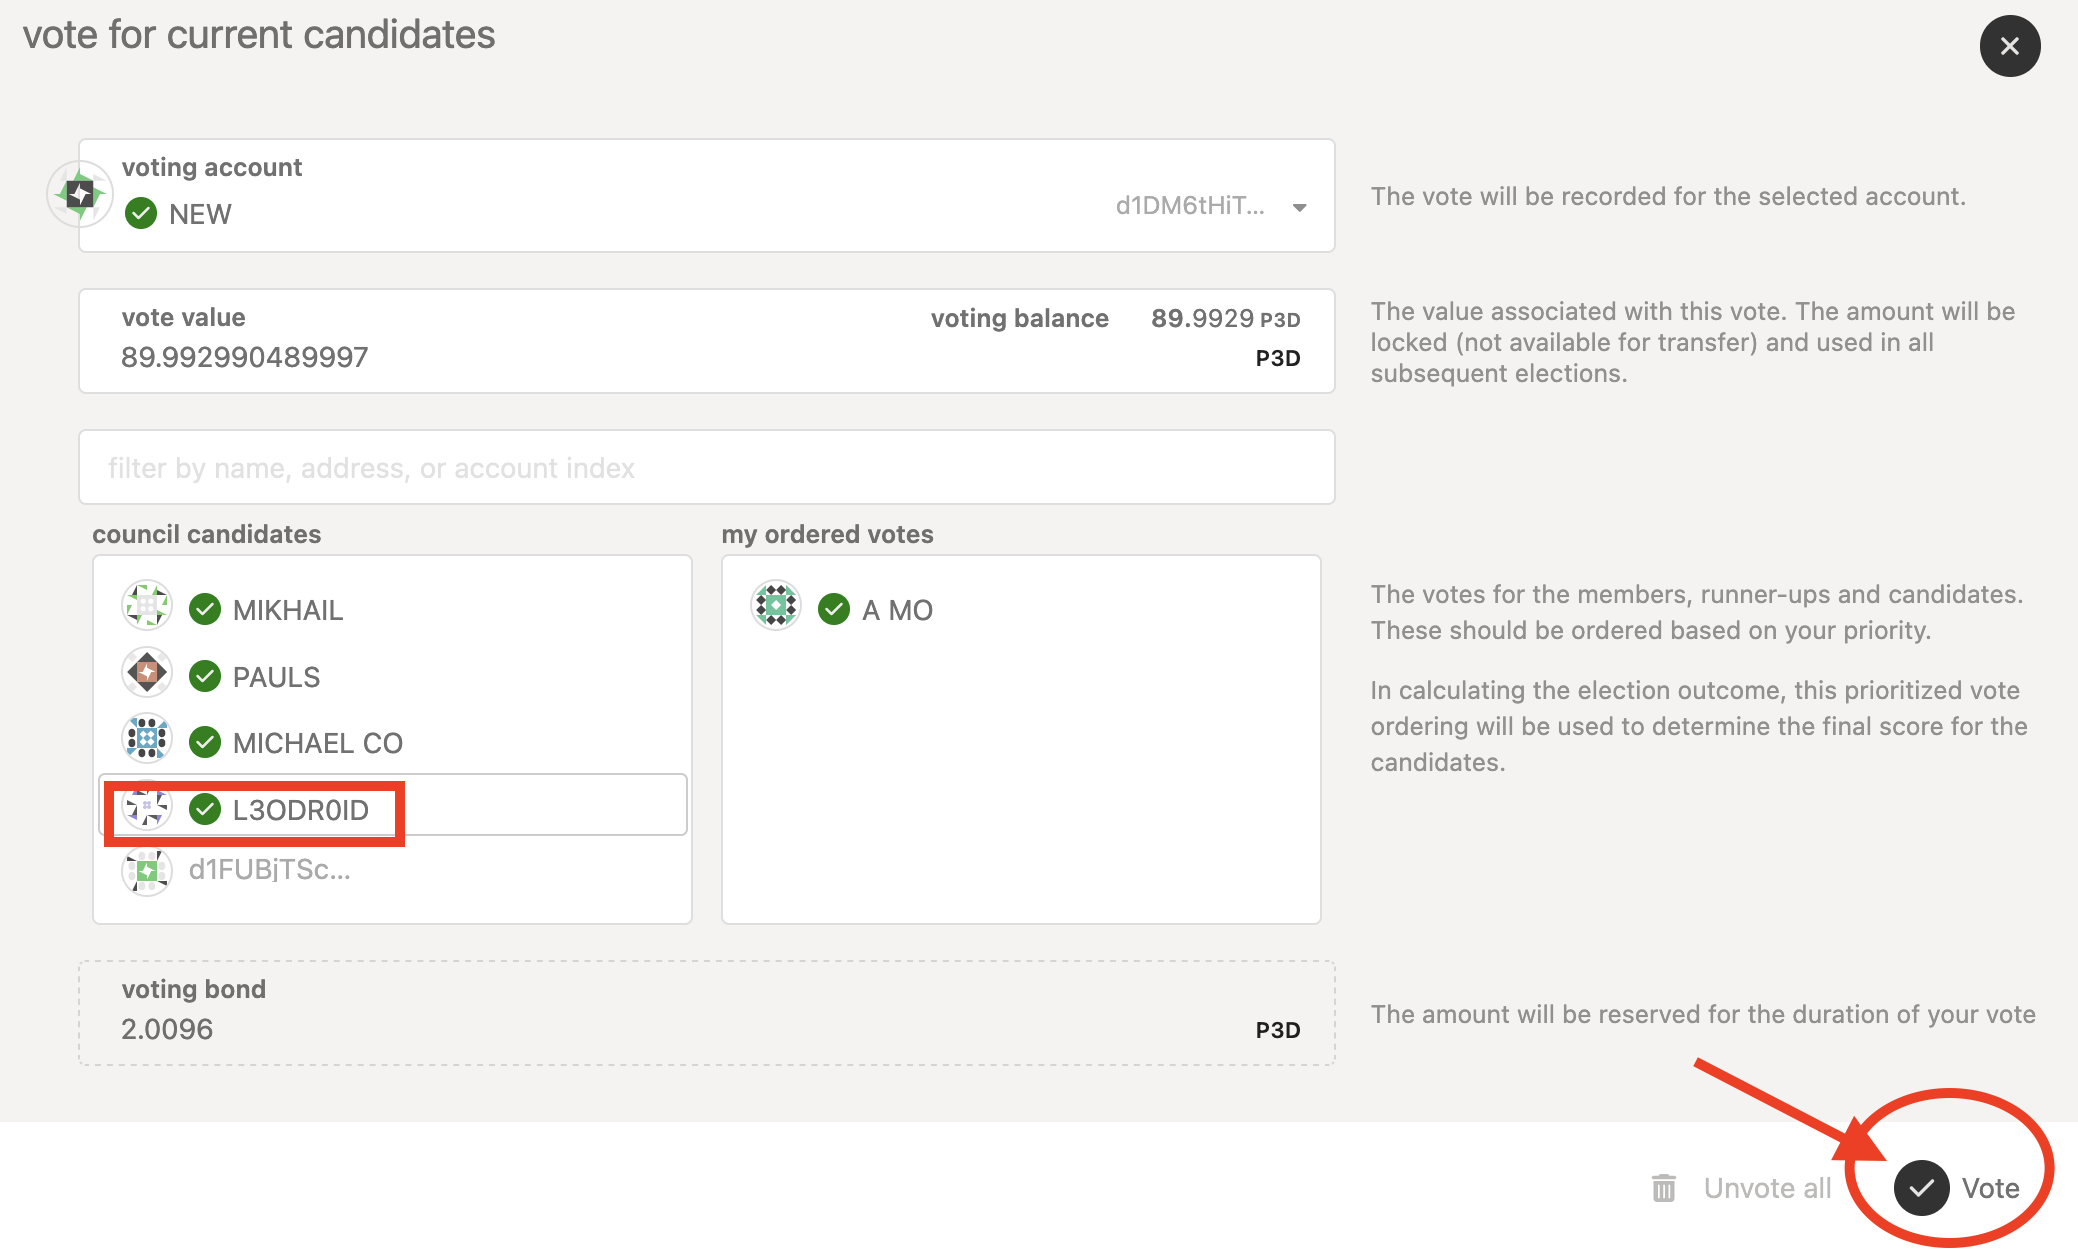 vote for current candidates
voting account
NEW
d1DM6tHiT...
The vote will be recorded for the selected account.
vote value
voting balance 89.9929 P3D
89.992990489997
P3D
The value associated with this vote. The amount will be
locked (not available for transfer) and used in all
subsequent elections.
filter by name, address, or account index
council candidates
MIKHAIL
PAULS
MICHAEL CO
L3ODR0ID
d1FUBjTSc...
my ordered votes
A MO
The votes for the members, runner-ups and candidates.
These should be ordered based on your priority.
In calculating the election outcome, this prioritized vote
ordering will be used to determine the final score for the
candidates.
voting bond
2.0096
P3D
The amount will be reserved for the duration of your vote
Unvote all
Vote